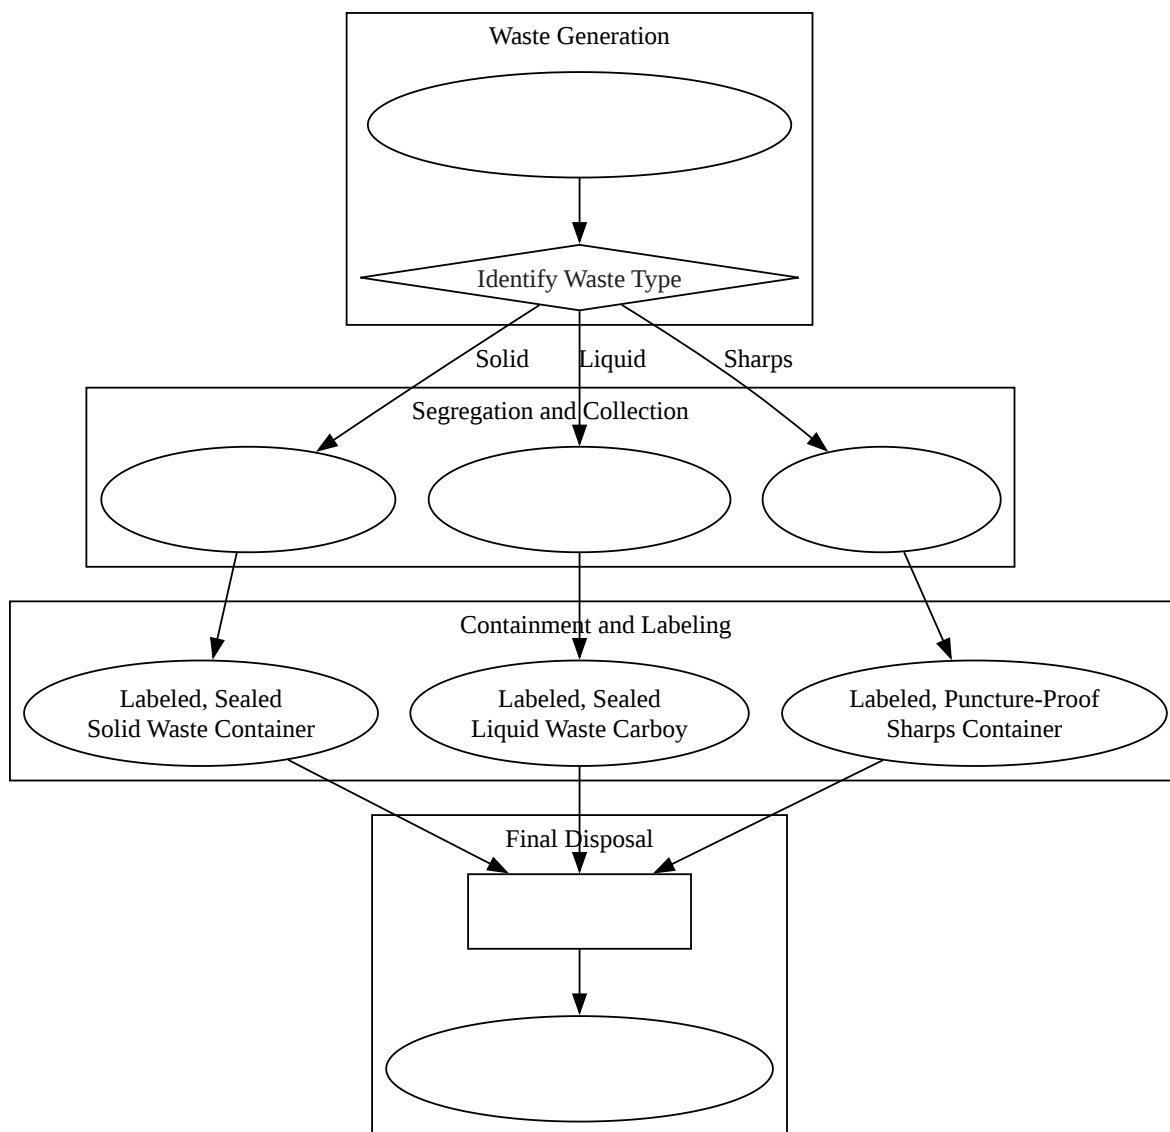 Waste Generation
Identify Waste Type
Solid
Liquid
Sharps
Segregation and Collection
Containment and Labeling
Labeled, Sealed
Solid Waste Container
Labeled, Sealed
Liquid Waste Carboy
Labeled, Puncture-Proof
Sharps Container
Final Disposal